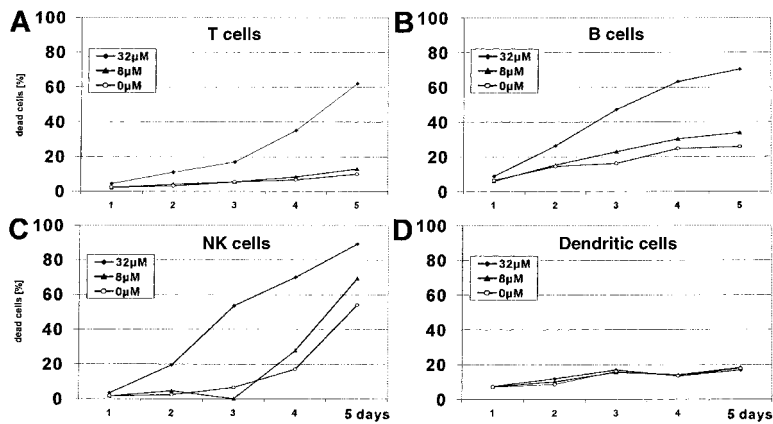 A
T cells
100
80
60
40
20
0
dead cells [%]
32µM
8µM
0µM
1 2 3 4 5
B
B cells
100
80
60
40
20
0
32µM
8µM
0µM
1 2 3 4 5
C
NK cells
100
80
60
40
20
0
dead cells [%]
32µM
8µM
0µM
1 2 3 4 5 days
D
Dendritic cells
100
80
60
40
20
0
32µM
8µM
0µM
1 2 3 4 5 days